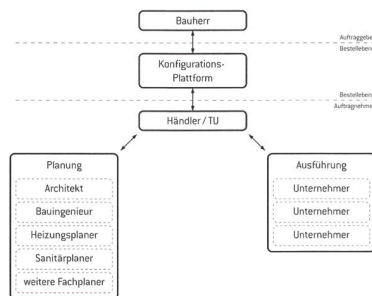 Bauherr
Auftraggebe
Bestelleben
Konfigurations-
Plattform
Bestelleben
Auftragnehme
Händler / TU
Planung
Architekt
Bauingenieur
Heizungsplaner
Sanitärplaner
weitere Fachplaner
Ausführung
Unternehmer
Unternehmer
Unternehmer